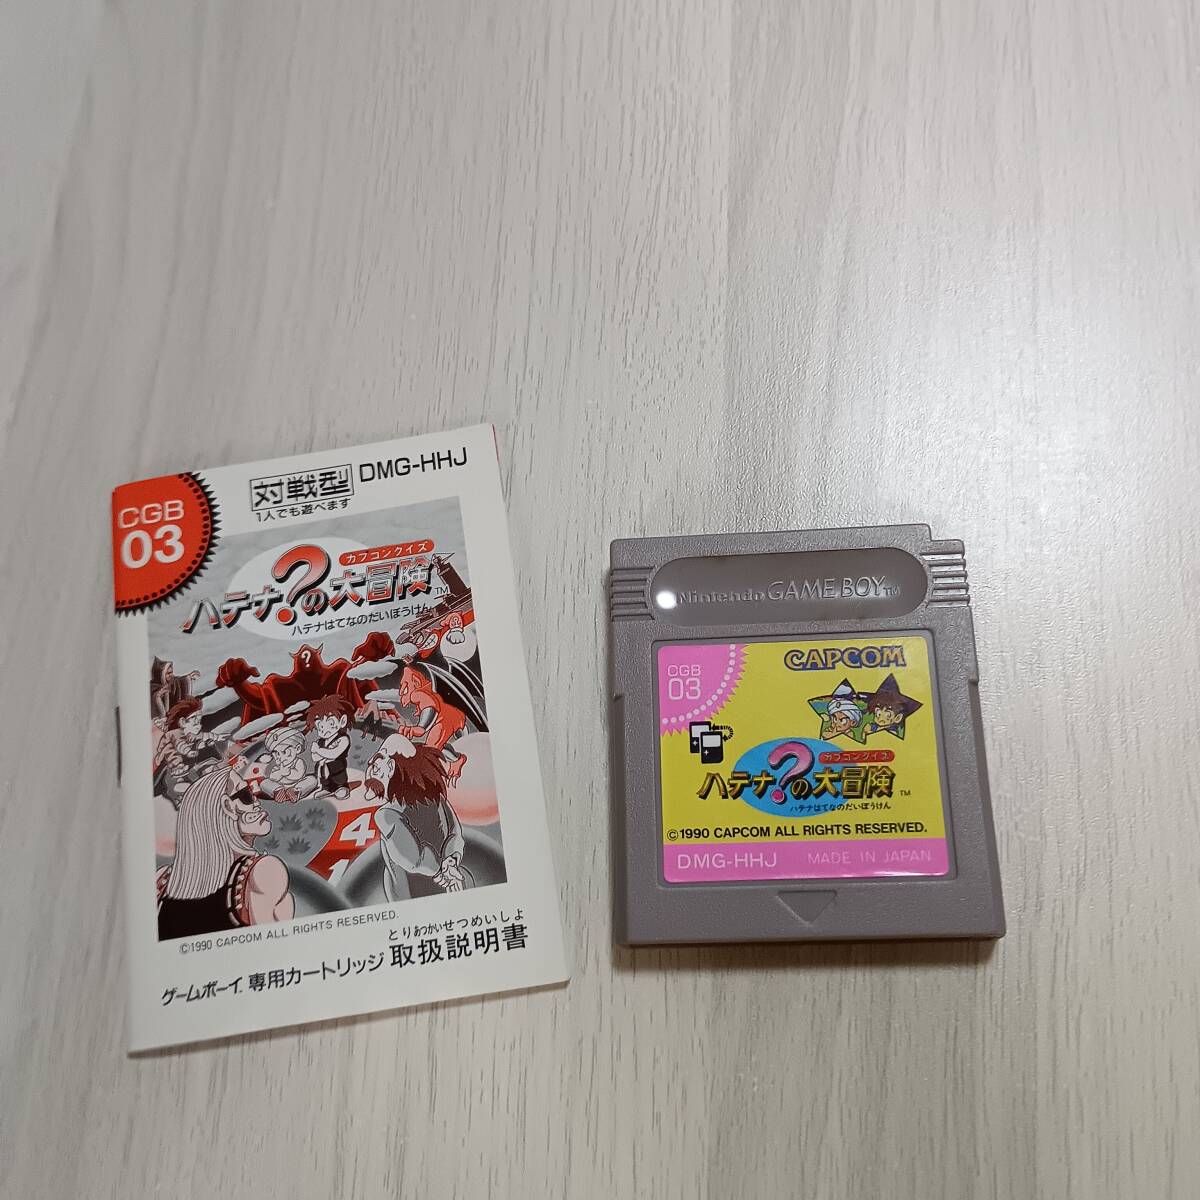 CGB
03
対戦型 DMG-HHJ
1人でも遊べます
カプコンクイズ
ハテナ?の大冒険 TM
ハテナはてなのだいぼうけん
?
4
©1990 CAPCOM ALL RIGHTS RESERVED.
とりあつかいせつめいしょ
ゲームボーイ 専用カートリッジ 取扱説明書
Nintendo GAME BOY TM
CGB
03
CAPCOM
カプコンクイズ
ハテナ?の大冒険 TM
ハテナはてなのだいぼうけん
©1990 CAPCOM ALL RIGHTS RESERVED.
DMG-HHJ MADE IN JAPAN